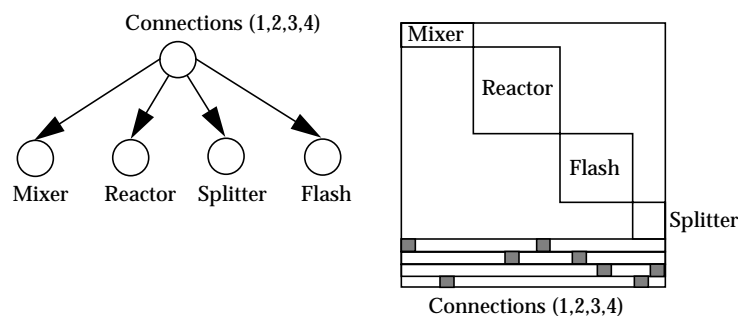 Connections (1,2,3,4)
Mixer
Reactor
Splitter
Flash
Mixer
Reactor
Flash
Splitter
Connections (1,2,3,4)